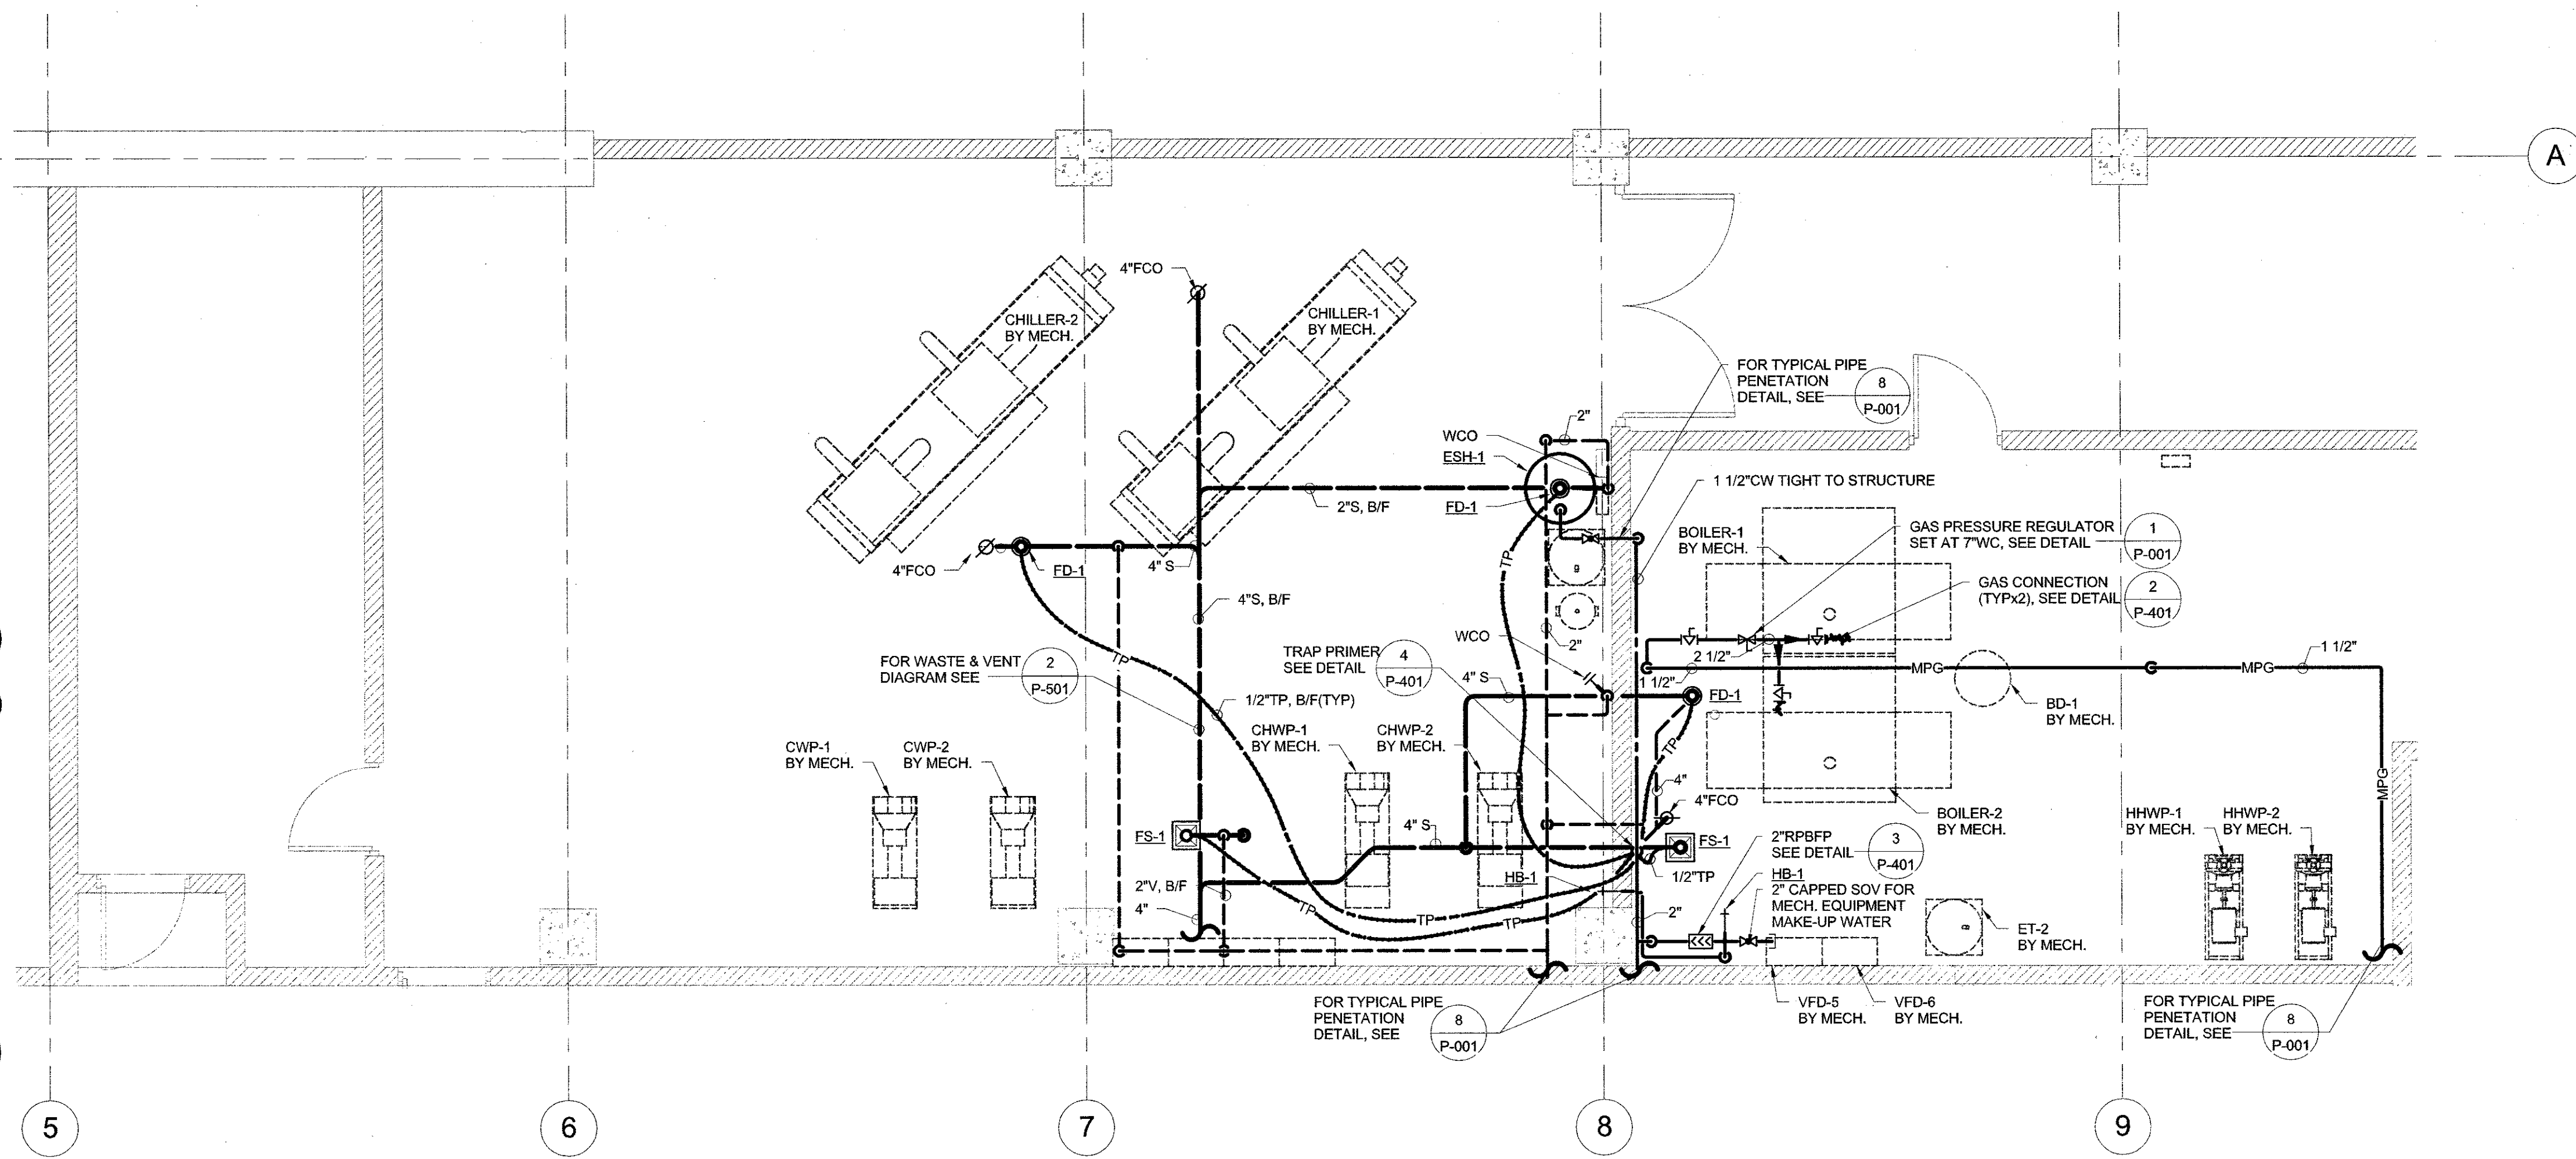 A
4"FCO
CHILLER-2
BY MECH.
CHILLER-1
BY MECH.
FOR TYPICAL PIPE
PENETATION
DETAIL, SEE
8
P-001
2"
WCO
ESH-1
1 1/2"CW TIGHT TO STRUCTURE
2"S, B/F
FD-1
BOILER-1
BY MECH.
GAS PRESSURE REGULATOR
SET AT 7"WC, SEE DETAIL
1
P-001
4"FCO
FD-1
4" S
TP
GAS CONNECTION
(TYPx2), SEE DETAIL
2
P-401
4"S, B/F
WCO
2"
TRAP PRIMER
SEE DETAIL
4
P-401
FOR WASTE & VENT
DIAGRAM SEE
2
P-501
TP
2 1/2"
1 1/2"
MPG
MPG
1 1/2"
4" S
FD-1
1/2"TP, B/F(TYP)
BD-1
BY MECH.
CWP-1
BY MECH.
CWP-2
BY MECH.
CHWP-1
BY MECH.
CHWP-2
BY MECH.
TP
4"
MPG
4"FCO
BOILER-2
BY MECH.
HHWP-1
BY MECH.
HHWP-2
BY MECH.
FS-1
4" S
FS-1
2"RPBFP
SEE DETAIL
3
P-401
1/2"TP
HB-1
HB-1
2" CAPPED SOV FOR
MECH. EQUIPMENT
MAKE-UP WATER
2"V, B/F
4"
TP
TP
TP
2"
ET-2
BY MECH.
FOR TYPICAL PIPE
PENETATION
DETAIL, SEE
8
P-001
VFD-5
BY MECH.
VFD-6
BY MECH.
FOR TYPICAL PIPE
PENETATION
DETAIL, SEE
8
P-001
5
6
7
8
9